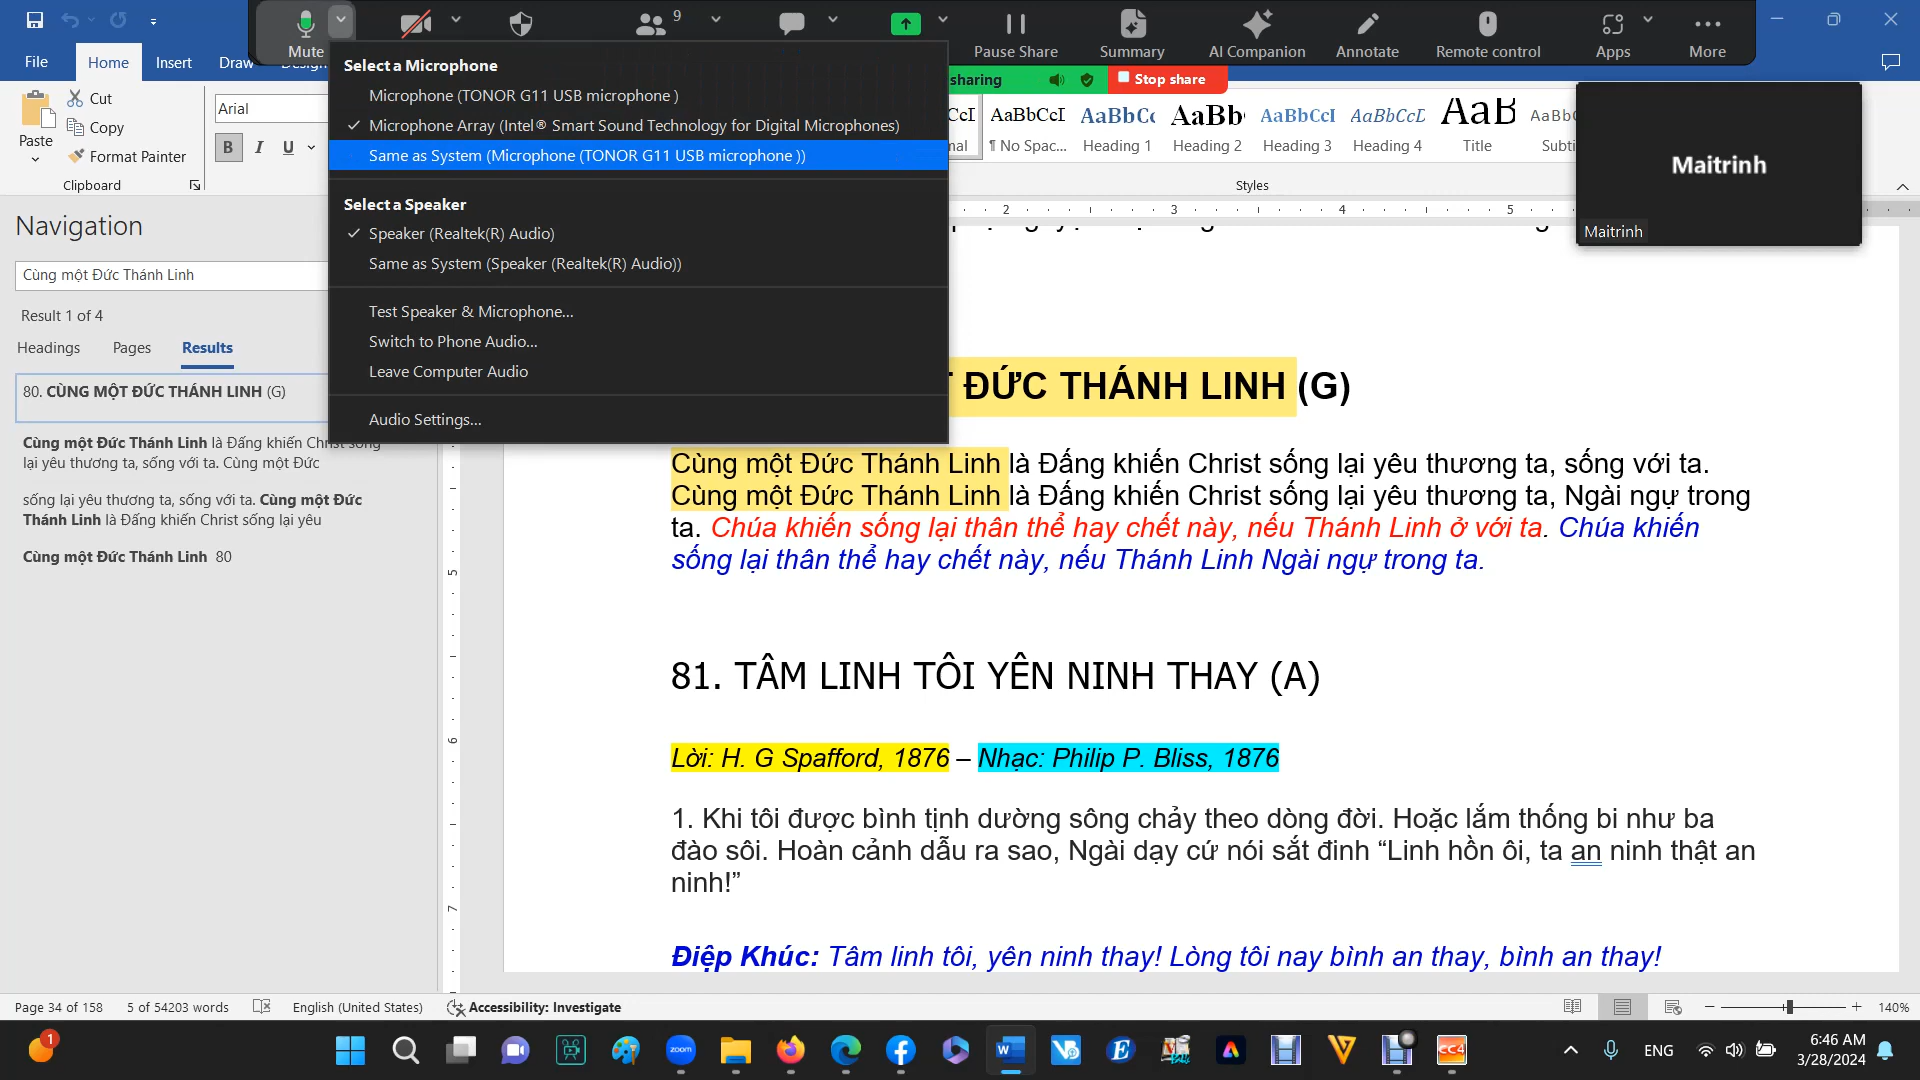 9
Mute
Pause Share
Summary
AI Companion
Annotate
Remote control
Apps
More
File
Home
Insert
Draw
sharing
Stop share
Paste
Cut
Copy
Format Painter
Clipboard
Arial
B I U
Select a Microphone
Microphone (TONOR G11 USB microphone )
Microphone Array (Intel® Smart Sound Technology for Digital Microphones)
Same as System (Microphone (TONOR G11 USB microphone ))
Select a Speaker
Speaker (Realtek(R) Audio)
Same as System (Speaker (Realtek(R) Audio))
Test Speaker & Microphone...
Switch to Phone Audio...
Leave Computer Audio
Audio Settings...
AaBbCcI
¶ No Spac...
AaBbCc
Heading 1
AaBb
Heading 2
AaBbCcI
Heading 3
AaBbCcD
Heading 4
AaB
Title
Styles
Maitrinh
Maitrinh
2 3 4 5
Navigation
Cùng một Đức Thánh Linh
Result 1 of 4
Headings
Pages
Results
80. CÙNG MỘT ĐỨC THÁNH LINH (G)
Cùng một Đức Thánh Linh là Đấng khiến Christ sống
lại yêu thương ta, sống với ta. Cùng một Đức
sống lại yêu thương ta, sống với ta. Cùng một Đức
Thánh Linh là Đấng khiến Christ sống lại yêu
Cùng một Đức Thánh Linh 80
5
6
7
ĐỨC THÁNH LINH (G)
Cùng một Đức Thánh Linh là Đấng khiến Christ sống lại yêu thương ta, sống với ta.
Cùng một Đức Thánh Linh là Đấng khiến Christ sống lại yêu thương ta, Ngài ngự trong
ta. Chúa khiến sống lại thân thể hay chết này, nếu Thánh Linh ở với ta. Chúa khiến
sống lại thân thể hay chết này, nếu Thánh Linh Ngài ngự trong ta.
81. TÂM LINH TÔI YÊN NINH THAY (A)
Lời: H. G Spafford, 1876 – Nhạc: Philip P. Bliss, 1876
1. Khi tôi được bình tịnh dường sông chảy theo dòng đời. Hoặc lắm thống bi như ba
đào sôi. Hoàn cảnh dẫu ra sao, Ngài dạy cứ nói sắt đinh “Linh hồn ôi, ta an ninh thật an
ninh!”
Điệp Khúc: Tâm linh tôi, yên ninh thay! Lòng tôi nay bình an thay, bình an thay!
Page 34 of 158
5 of 54203 words
English (United States)
Accessibility: Investigate
140%
1
zoom
CC4
ENG
6:46 AM
3/28/2024